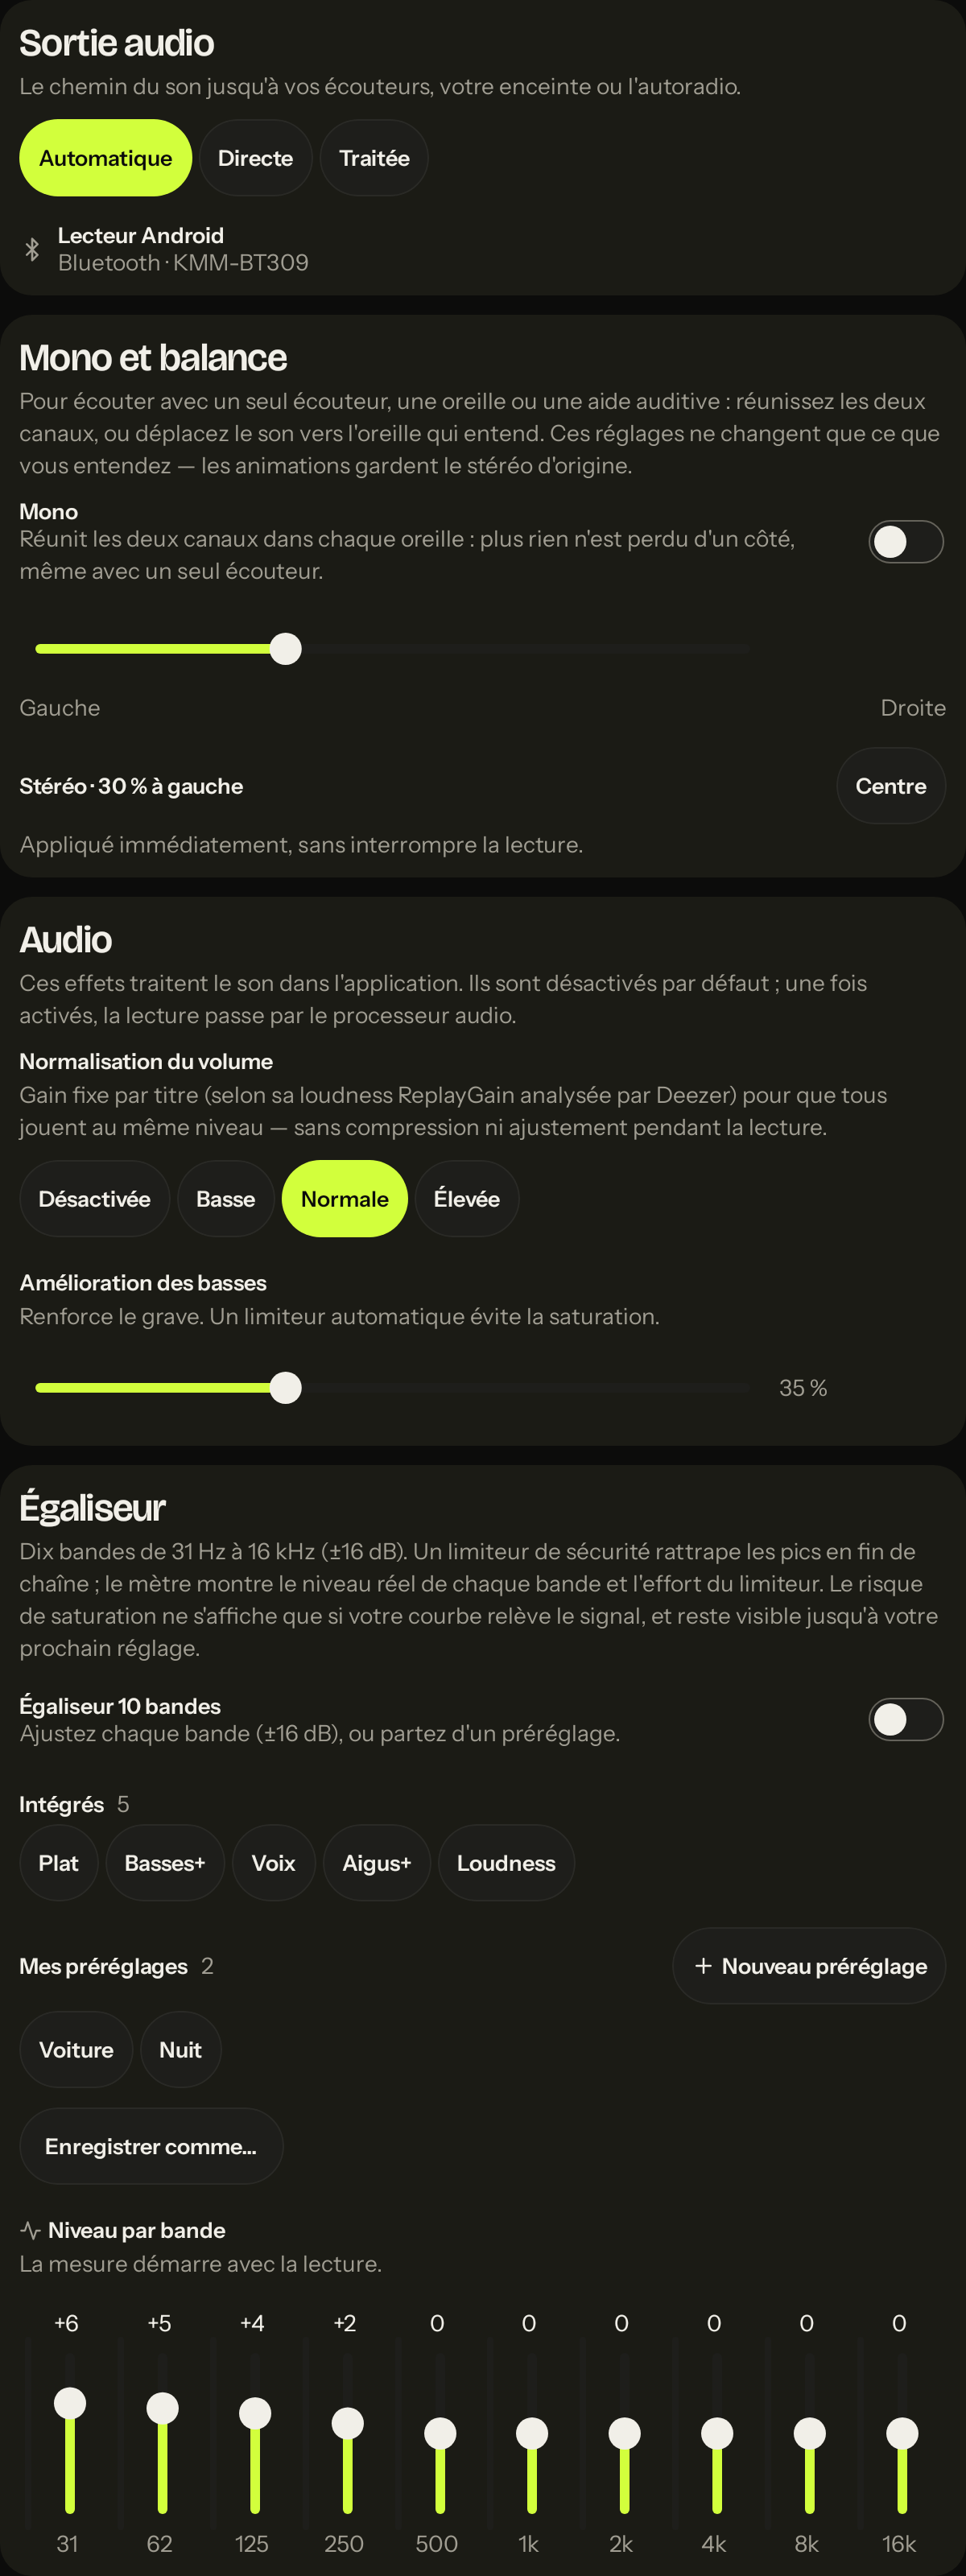 Sortie audio
Le chemin du son jusqu'à vos écouteurs, votre enceinte ou l'autoradio.
Automatique Directe Traitée
Lecteur Android
Bluetooth · KMM-BT309
Mono et balance
Pour écouter avec un seul écouteur, une oreille ou une aide auditive : réunissez les deux
canaux, ou déplacez le son vers l'oreille qui entend. Ces réglages ne changent que ce que
vous entendez — les animations gardent le stéréo d'origine.
Mono
Réunit les deux canaux dans chaque oreille : plus rien n'est perdu d'un côté,
même avec un seul écouteur.
Gauche Droite
Stéréo · 30 % à gauche Centre
Appliqué immédiatement, sans interrompre la lecture.
Audio
Ces effets traitent le son dans l'application. Ils sont désactivés par défaut ; une fois
activés, la lecture passe par le processeur audio.
Normalisation du volume
Gain fixe par titre (selon sa loudness ReplayGain analysée par Deezer) pour que tous
jouent au même niveau — sans compression ni ajustement pendant la lecture.
Désactivée Basse Normale Élevée
Amélioration des basses
Renforce le grave. Un limiteur automatique évite la saturation.
35 %
Égaliseur
Dix bandes de 31 Hz à 16 kHz (±16 dB). Un limiteur de sécurité rattrape les pics en fin de
chaîne ; le mètre montre le niveau réel de chaque bande et l'effort du limiteur. Le risque
de saturation ne s'affiche que si votre courbe relève le signal, et reste visible jusqu'à votre
prochain réglage.
Égaliseur 10 bandes
Ajustez chaque bande (±16 dB), ou partez d'un préréglage.
Intégrés 5
Plat Basses+ Voix Aigus+ Loudness
Mes préréglages 2 + Nouveau préréglage
Voiture Nuit
Enregistrer comme...
Niveau par bande
La mesure démarre avec la lecture.
+6 +5 +4 +2 0 0 0 0 0 0
31 62 125 250 500 1k 2k 4k 8k 16k